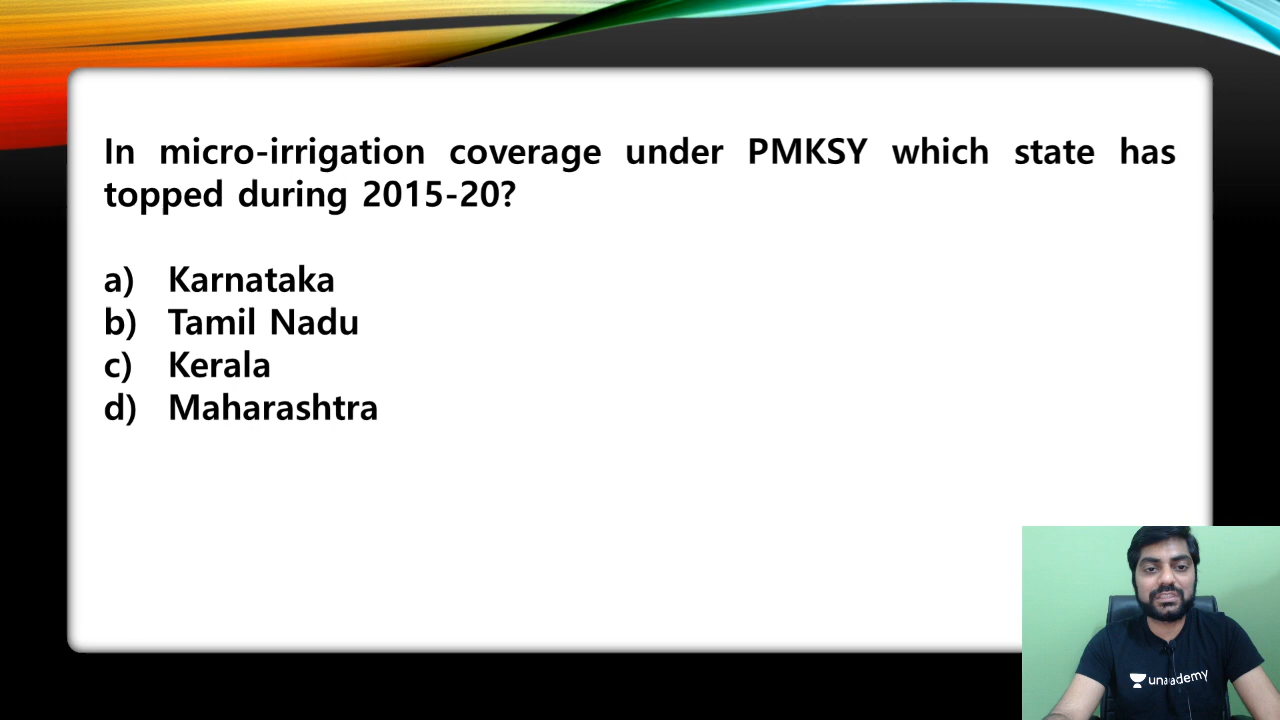 In micro-irrigation coverage under PMKSY which state has
topped during 2015-20?
a) Karnataka
b) Tamil Nadu
c) Kerala
d) Maharashtra
unacademy